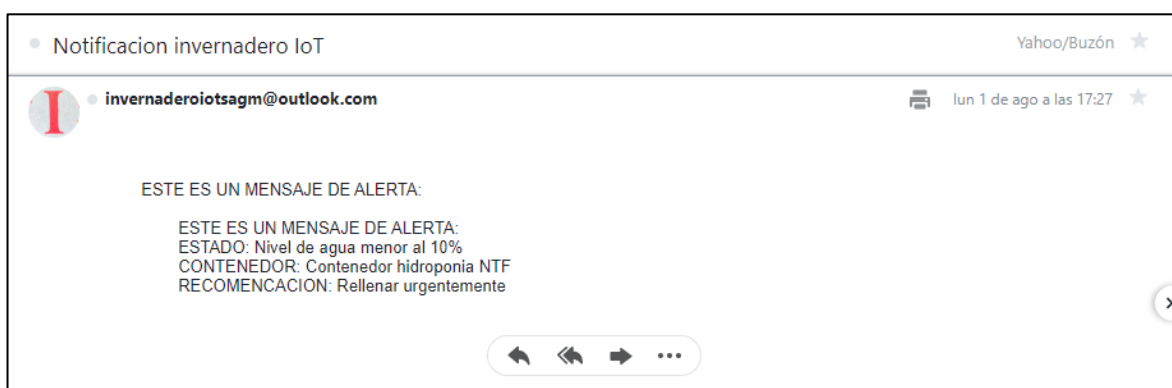 Notificacion invernadero IoT
Yahoo/Buzón
I
invernaderoiotsagm@outlook.com
lun 1 de ago a las 17:27
ESTE ES UN MENSAJE DE ALERTA:
ESTE ES UN MENSAJE DE ALERTA:
ESTADO: Nivel de agua menor al 10%
CONTENEDOR: Contenedor hidroponia NTF
RECOMENCACION: Rellenar urgentemente